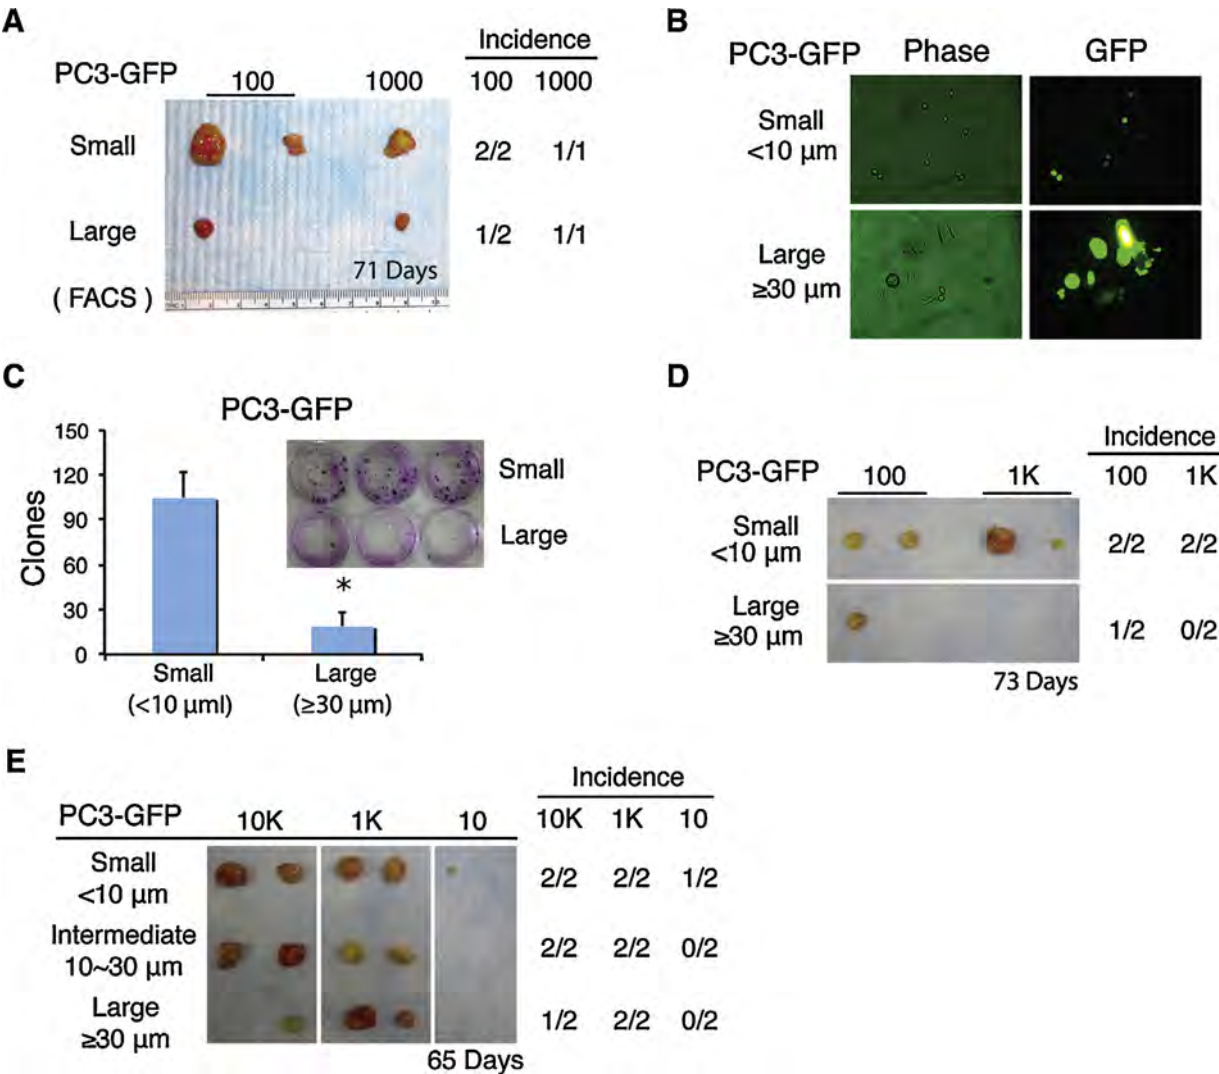 A
Incidence
PC3-GFP 100 1000 100 1000
Small 2/2 1/1
Large 1/2 1/1
71 Days
( FACS )
B
PC3-GFP Phase GFP
Small
<10 µm
Large
≥30 µm
C
PC3-GFP
150
120
90
60
30
0
Clones
Small
Large
*
Small Large
(<10 µml) (≥30 µm)
D
Incidence
PC3-GFP 100 1K 100 1K
Small
<10 µm 2/2 2/2
Large
≥30 µm 1/2 0/2
73 Days
E
Incidence
PC3-GFP 10K 1K 10 10K 1K 10
Small
<10 µm 2/2 2/2 1/2
Intermediate
10~30 µm 2/2 2/2 0/2
Large
≥30 µm 1/2 2/2 0/2
65 Days